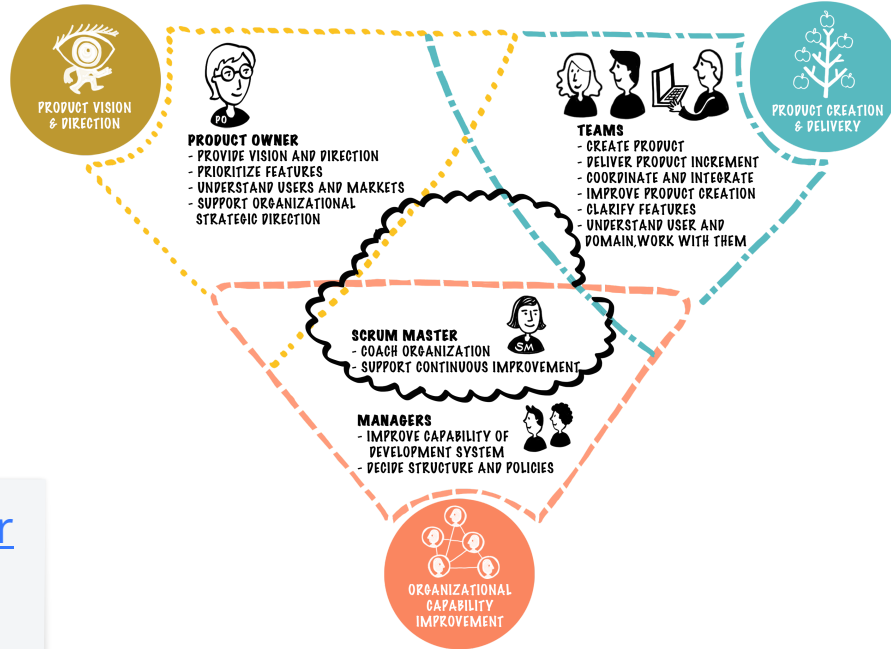 PRODUCT VISION
& DIRECTION
PO
PRODUCT OWNER
- PROVIDE VISION AND DIRECTION
- PRIORITIZE FEATURES
- UNDERSTAND USERS AND MARKETS
- SUPPORT ORGANIZATIONAL
STRATEGIC DIRECTION
TEAMS
- CREATE PRODUCT
- DELIVER PRODUCT INCREMENT
- COORDINATE AND INTEGRATE
- IMPROVE PRODUCT CREATION
- CLARIFY FEATURES
- UNDERSTAND USER AND
DOMAIN,WORK WITH THEM
PRODUCT CREATION
& DELIVERY
SCRUM MASTER
- COACH ORGANIZATION
- SUPPORT CONTINUOUS IMPROVEMENT
SM
MANAGERS
- IMPROVE CAPABILITY OF
DEVELOPMENT SYSTEM
- DECIDE STRUCTURE AND POLICIES
ORGANIZATIONAL
CAPABILITY
IMPROVEMENT